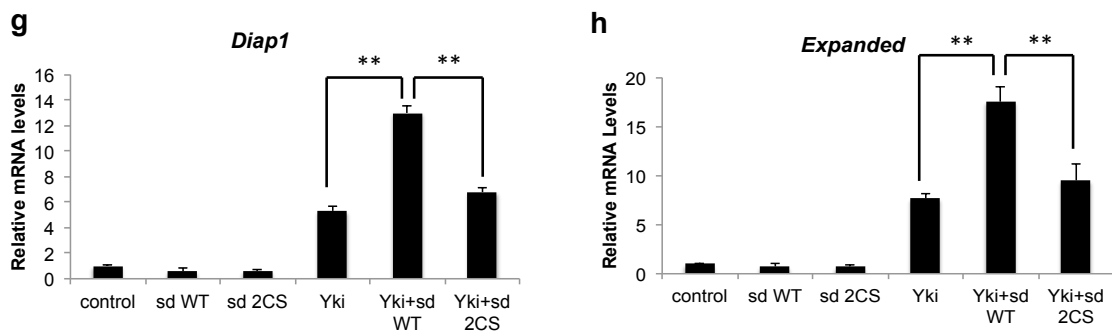 g
Diap1
** **
Relative mRNA levels
16
14
12
10
8
6
4
2
0
control sd WT sd 2CS Yki Yki+sd Yki+sd
WT 2CS
h
Expanded
** **
Relative mRNA Levels
20
15
10
5
0
control sd WT sd 2CS Yki Yki+sd Yki+sd
WT 2CS